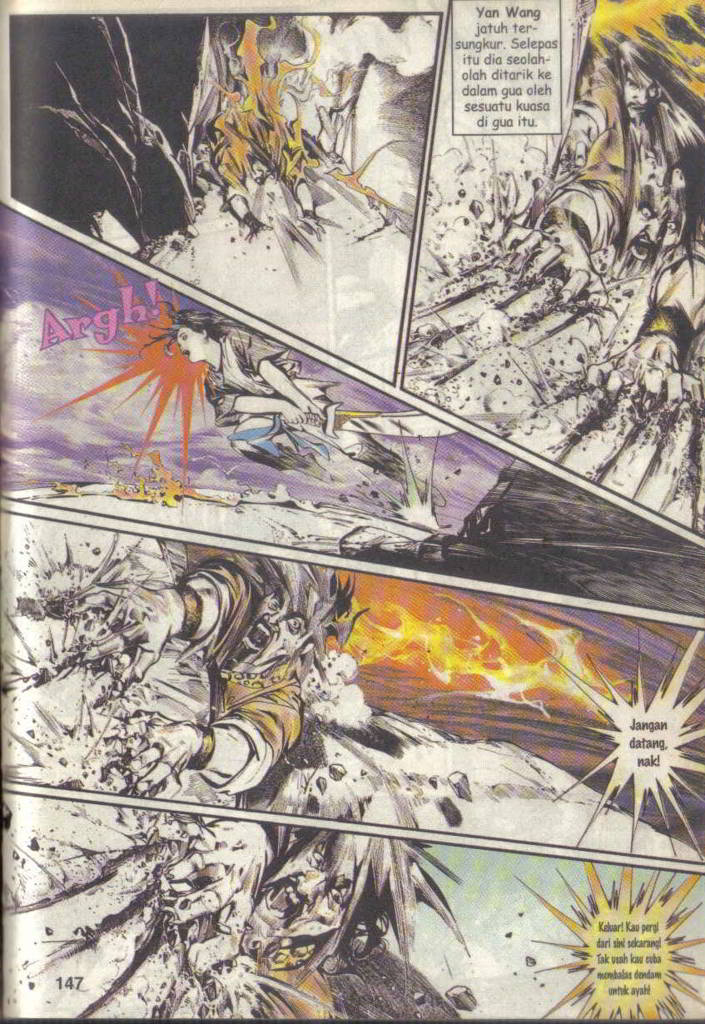 Yan Wang
jatuh ter-
sungkur. Selepas
itu dia seolah-
olah ditarik ke
dalam gua oleh
sesuatu kuasa
di gua itu.
Argh!
Jangan
datang,
nak!
Keluar! Kau pergi
dari sini sekarang!
Tak usah kau cuba
membalas dendam
untuk ayah!
147